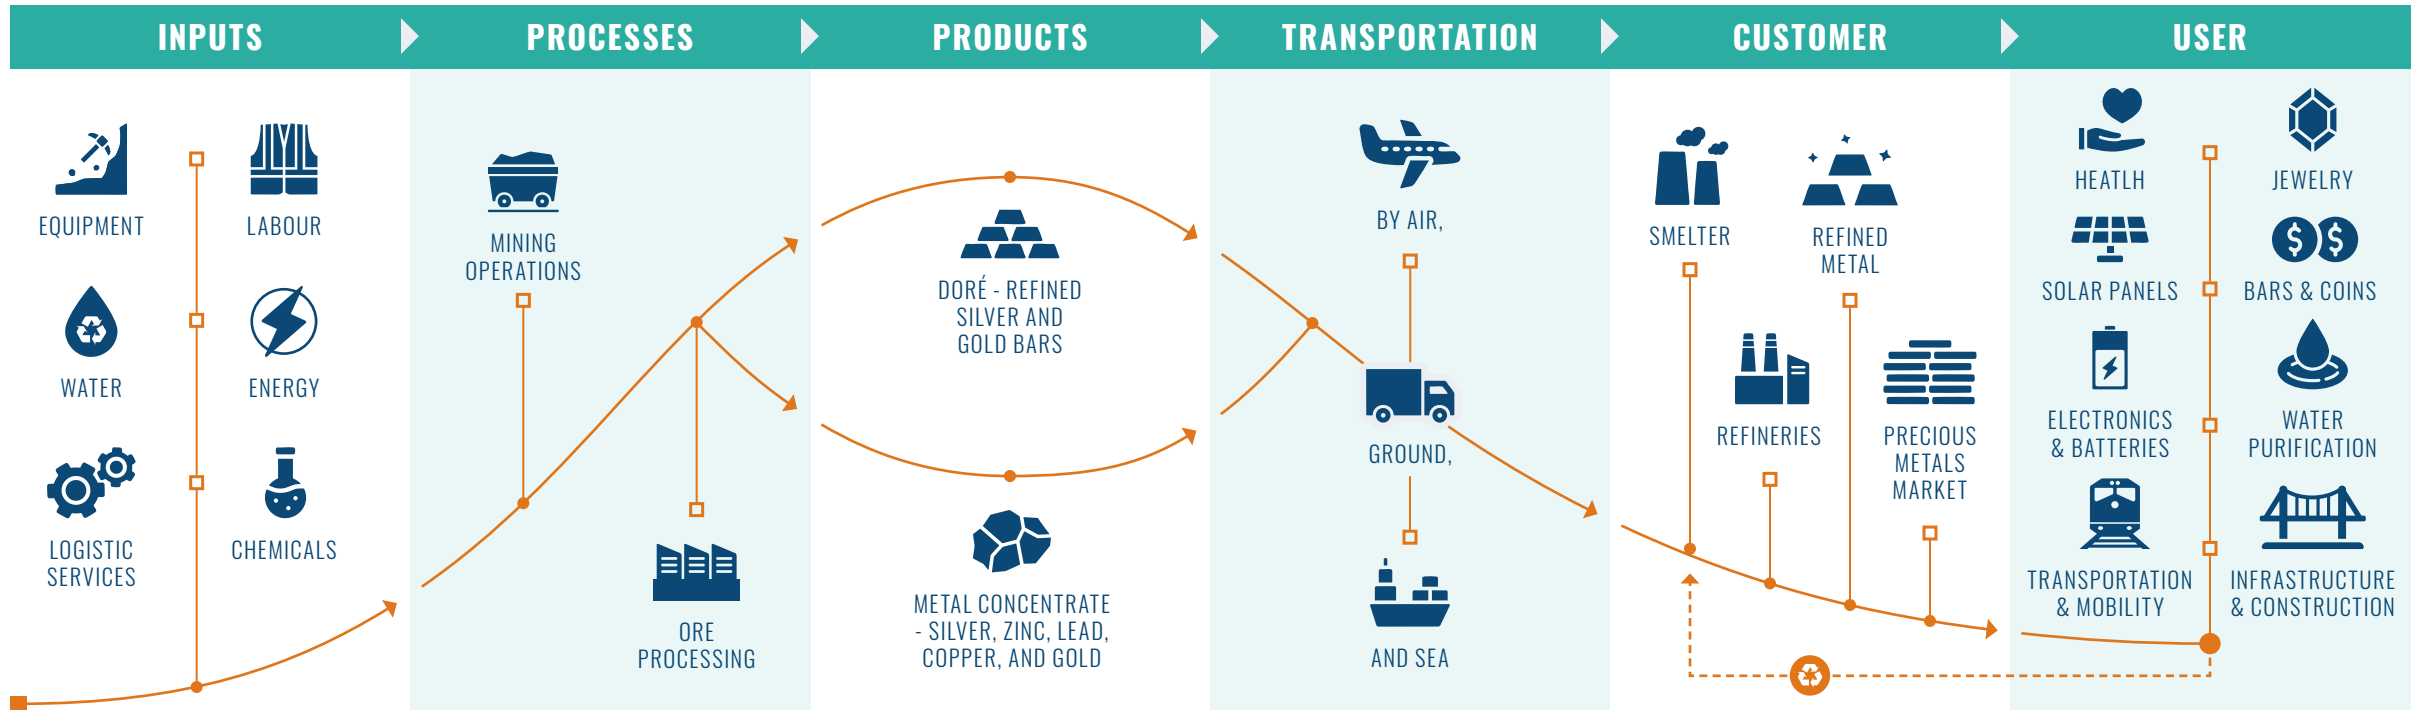 INPUTS
PROCESSES
PRODUCTS
TRANSPORTATION
CUSTOMER
USER
EQUIPMENT
LABOUR
WATER
ENERGY
LOGISTIC
SERVICES
CHEMICALS
MINING
OPERATIONS
ORE
PROCESSING
DORÉ - REFINED
SILVER AND
GOLD BARS
METAL CONCENTRATE
- SILVER, ZINC, LEAD,
COPPER, AND GOLD
BY AIR,
GROUND,
AND SEA
SMELTER
REFINED
METAL
REFINERIES
PRECIOUS
METALS
MARKET
HEATLH
JEWELRY
SOLAR PANELS
BARS & COINS
ELECTRONICS
& BATTERIES
WATER
PURIFICATION
TRANSPORTATION
& MOBILITY
INFRASTRUCTURE
& CONSTRUCTION